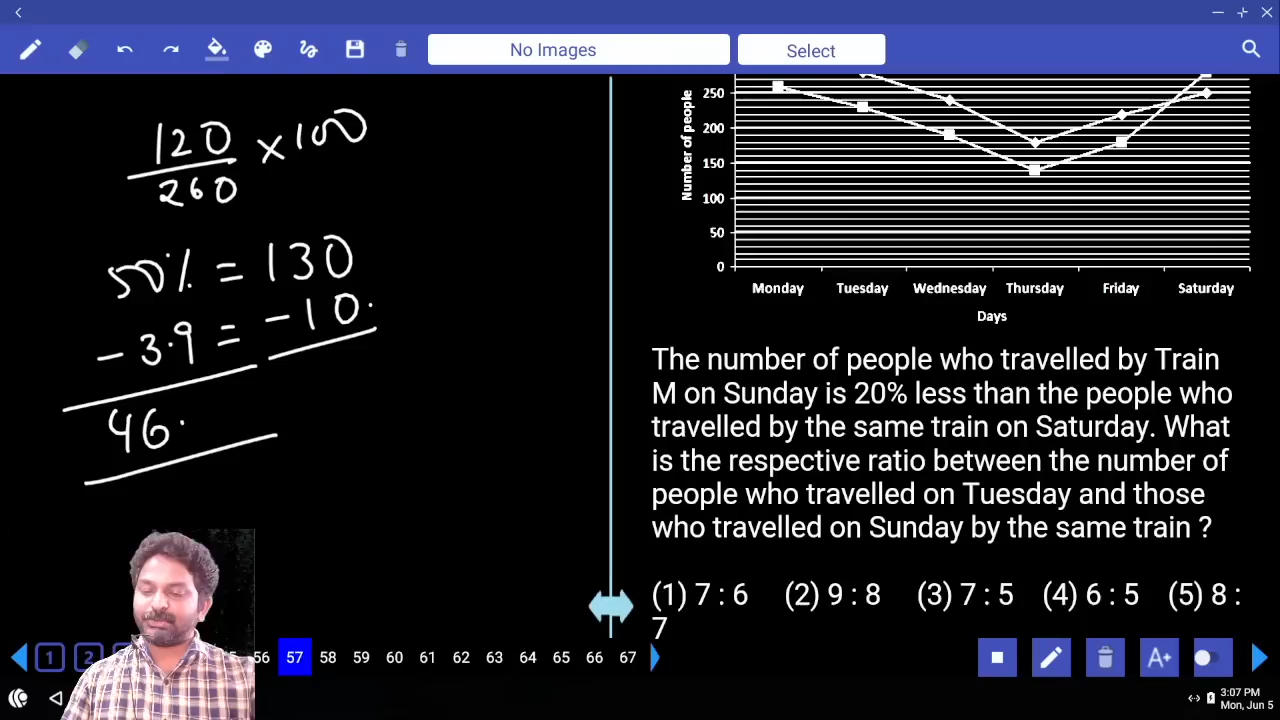 No Images
Select
120
260
×100
50% = 130
- 3.9 = -10.
46.
Number of people
250
200
150
100
50
0
Monday Tuesday Wednesday Thursday Friday Saturday
Days
The number of people who travelled by Train
M on Sunday is 20% less than the people who
travelled by the same train on Saturday. What
is the respective ratio between the number of
people who travelled on Tuesday and those
who travelled on Sunday by the same train ?
(1) 7 : 6 (2) 9 : 8 (3) 7 : 5 (4) 6 : 5 (5) 8 :
7
1 2 56 57 58 59 60 61 62 63 64 65 66 67
A+
3:07 PM
Mon, Jun 5